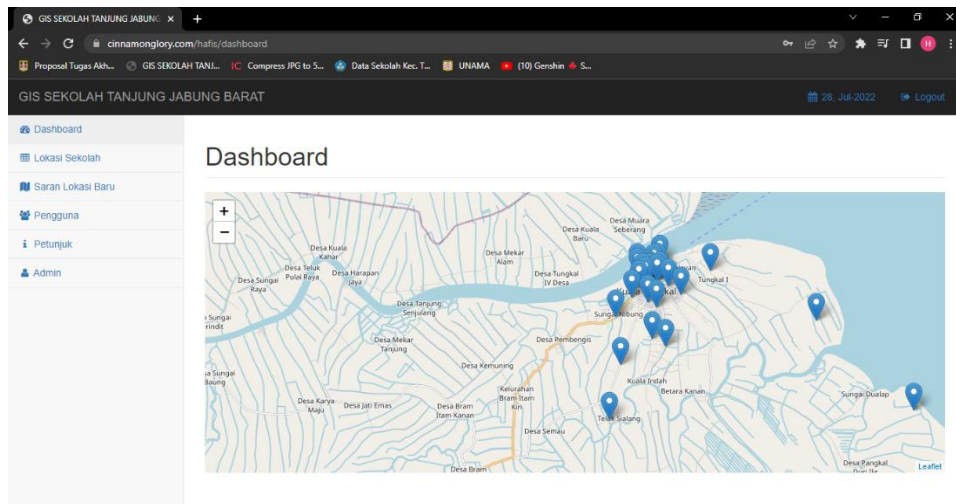 GIS SEKOLAH TANJUNG JABUNG
cinnamonglory.com/hafis/dashboard
Proposal Tugas Akh... GIS SEKOLAH TANJ... IC Compress JPG to 5... Data Sekolah Kec. T... UNAMA (10) Genshin S...
H
GIS SEKOLAH TANJUNG JABUNG BARAT 28, Jul-2022 Logout
Dashboard
Lokasi Sekolah
Saran Lokasi Baru
Pengguna
i Petunjuk
Admin
Dashboard
+
−
Desa Muara
Seberang
Desa Kuala
Baru
Desa Kuala
Kahar
Desa Mekar
Alam
Desa Teluk
Pulai Raya
Desa Harapan
Jaya
Desa Tungkal
IV Desa
Desa Sungai
Raya
Tungkal I
Desa Tanjung
Senjulang
Desa Mekar
Tanjung
Desa Pembengis
Desa Kemuning
Kuala Indah
Betara Kanan
Kelurahan
Bram Itam
Kiri
Sungai Dualap
Desa Karya
Maju
Desa Jati Emas
Desa Bram
Itam Kanan
Desa Semau
Desa Bram
Desa Pangkal
Leaflet